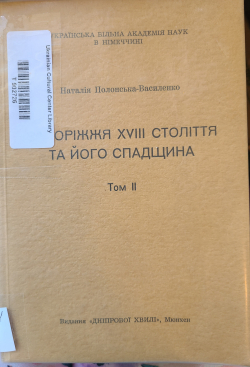 УКРАЇНСЬКА ВІЛЬНА АКАДЕМІЯ НАУК
В НІМЕЧЧИНІ
Ukrainian Cultural Center Library
Наталія Полонська-Василенко
ОРІЖЖЯ XVIII СТОЛІТТЯ
ТА ЙОГО СПАДЩИНА
Том II
Видання «ДНІПРОВОЇ ХВИЛІ», Мюнхен